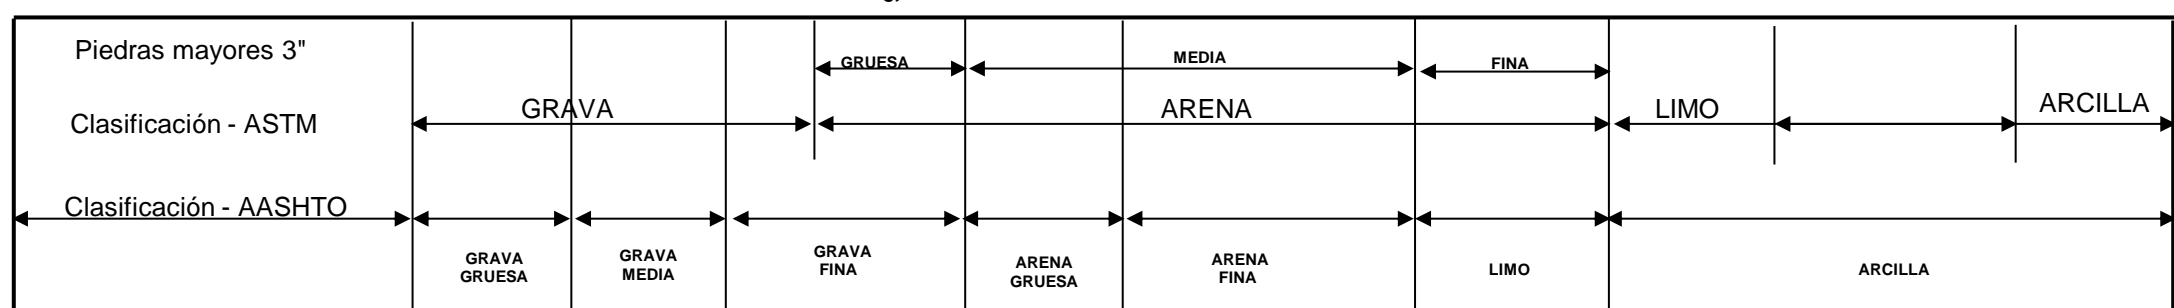 Piedras mayores 3"
GRUESA
MEDIA
FINA
Clasificación - ASTM
GRAVA
ARENA
LIMO
ARCILLA
Clasificación - AASHTO
GRAVA
GRUESA
GRAVA
MEDIA
GRAVA
FINA
ARENA
GRUESA
ARENA
FINA
LIMO
ARCILLA